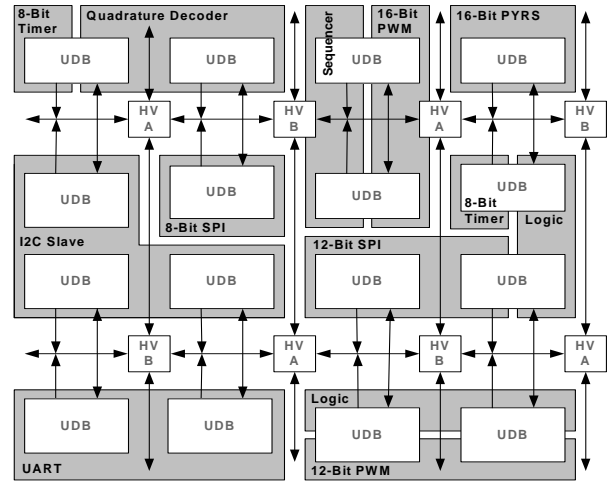 8-Bit
Timer
Quadrature Decoder
Sequencer
16-Bit
PWM
16-Bit PYRS
UDB
UDB
UDB
UDB
HV
A
HV
B
HV
A
HV
B
UDB
UDB
UDB
UDB
8-Bit SPI
8-Bit
Timer
Logic
I2C Slave
12-Bit SPI
UDB
UDB
UDB
UDB
HV
B
HV
A
HV
B
HV
A
Logic
UDB
UDB
UDB
UDB
UART
12-Bit PWM